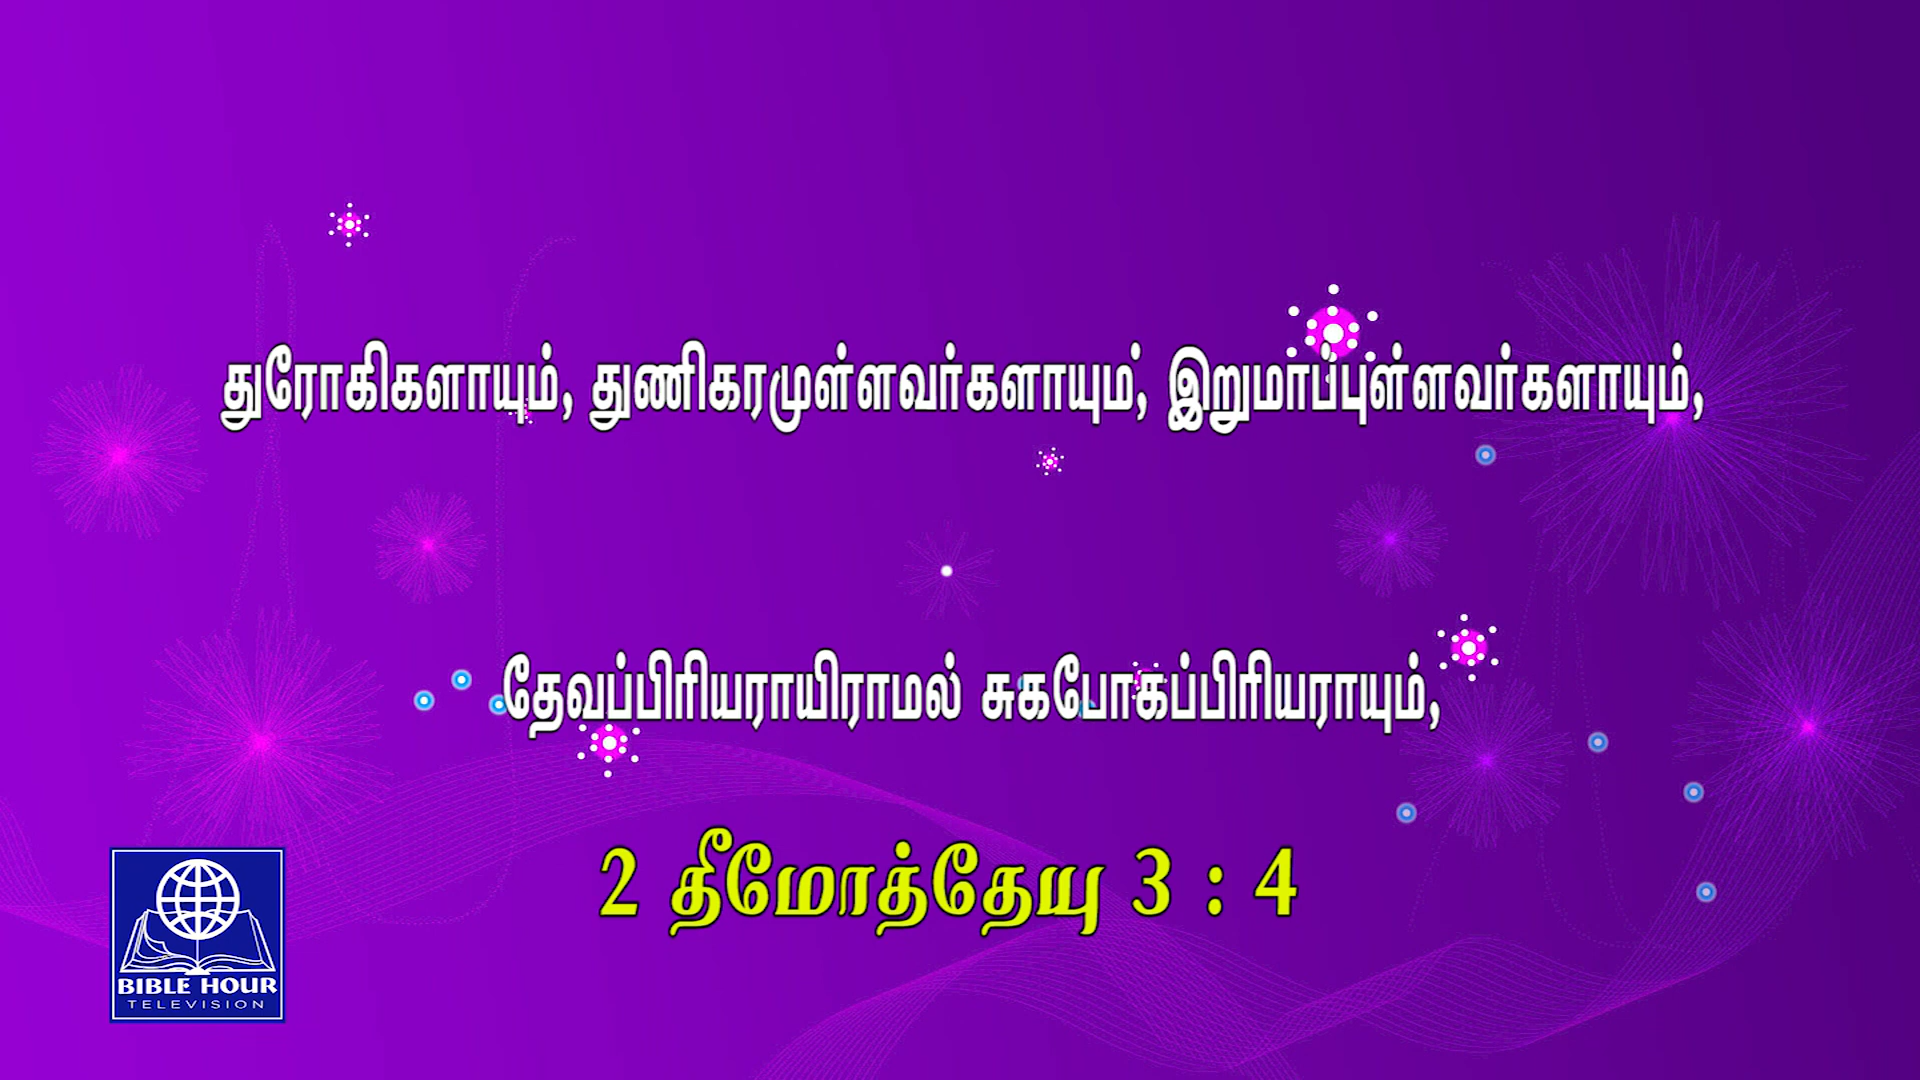 துரோகிகளாயும், துணிகரமுள்ளவர்களாயும், இறுமாப்புள்ளவர்களாயும்,
தேவப்பிரியராயிராமல் சுகபோகப்பிரியராயும்,
2 தீமோத்தேயு 3 : 4
BIBLE HOUR
TELEVISION